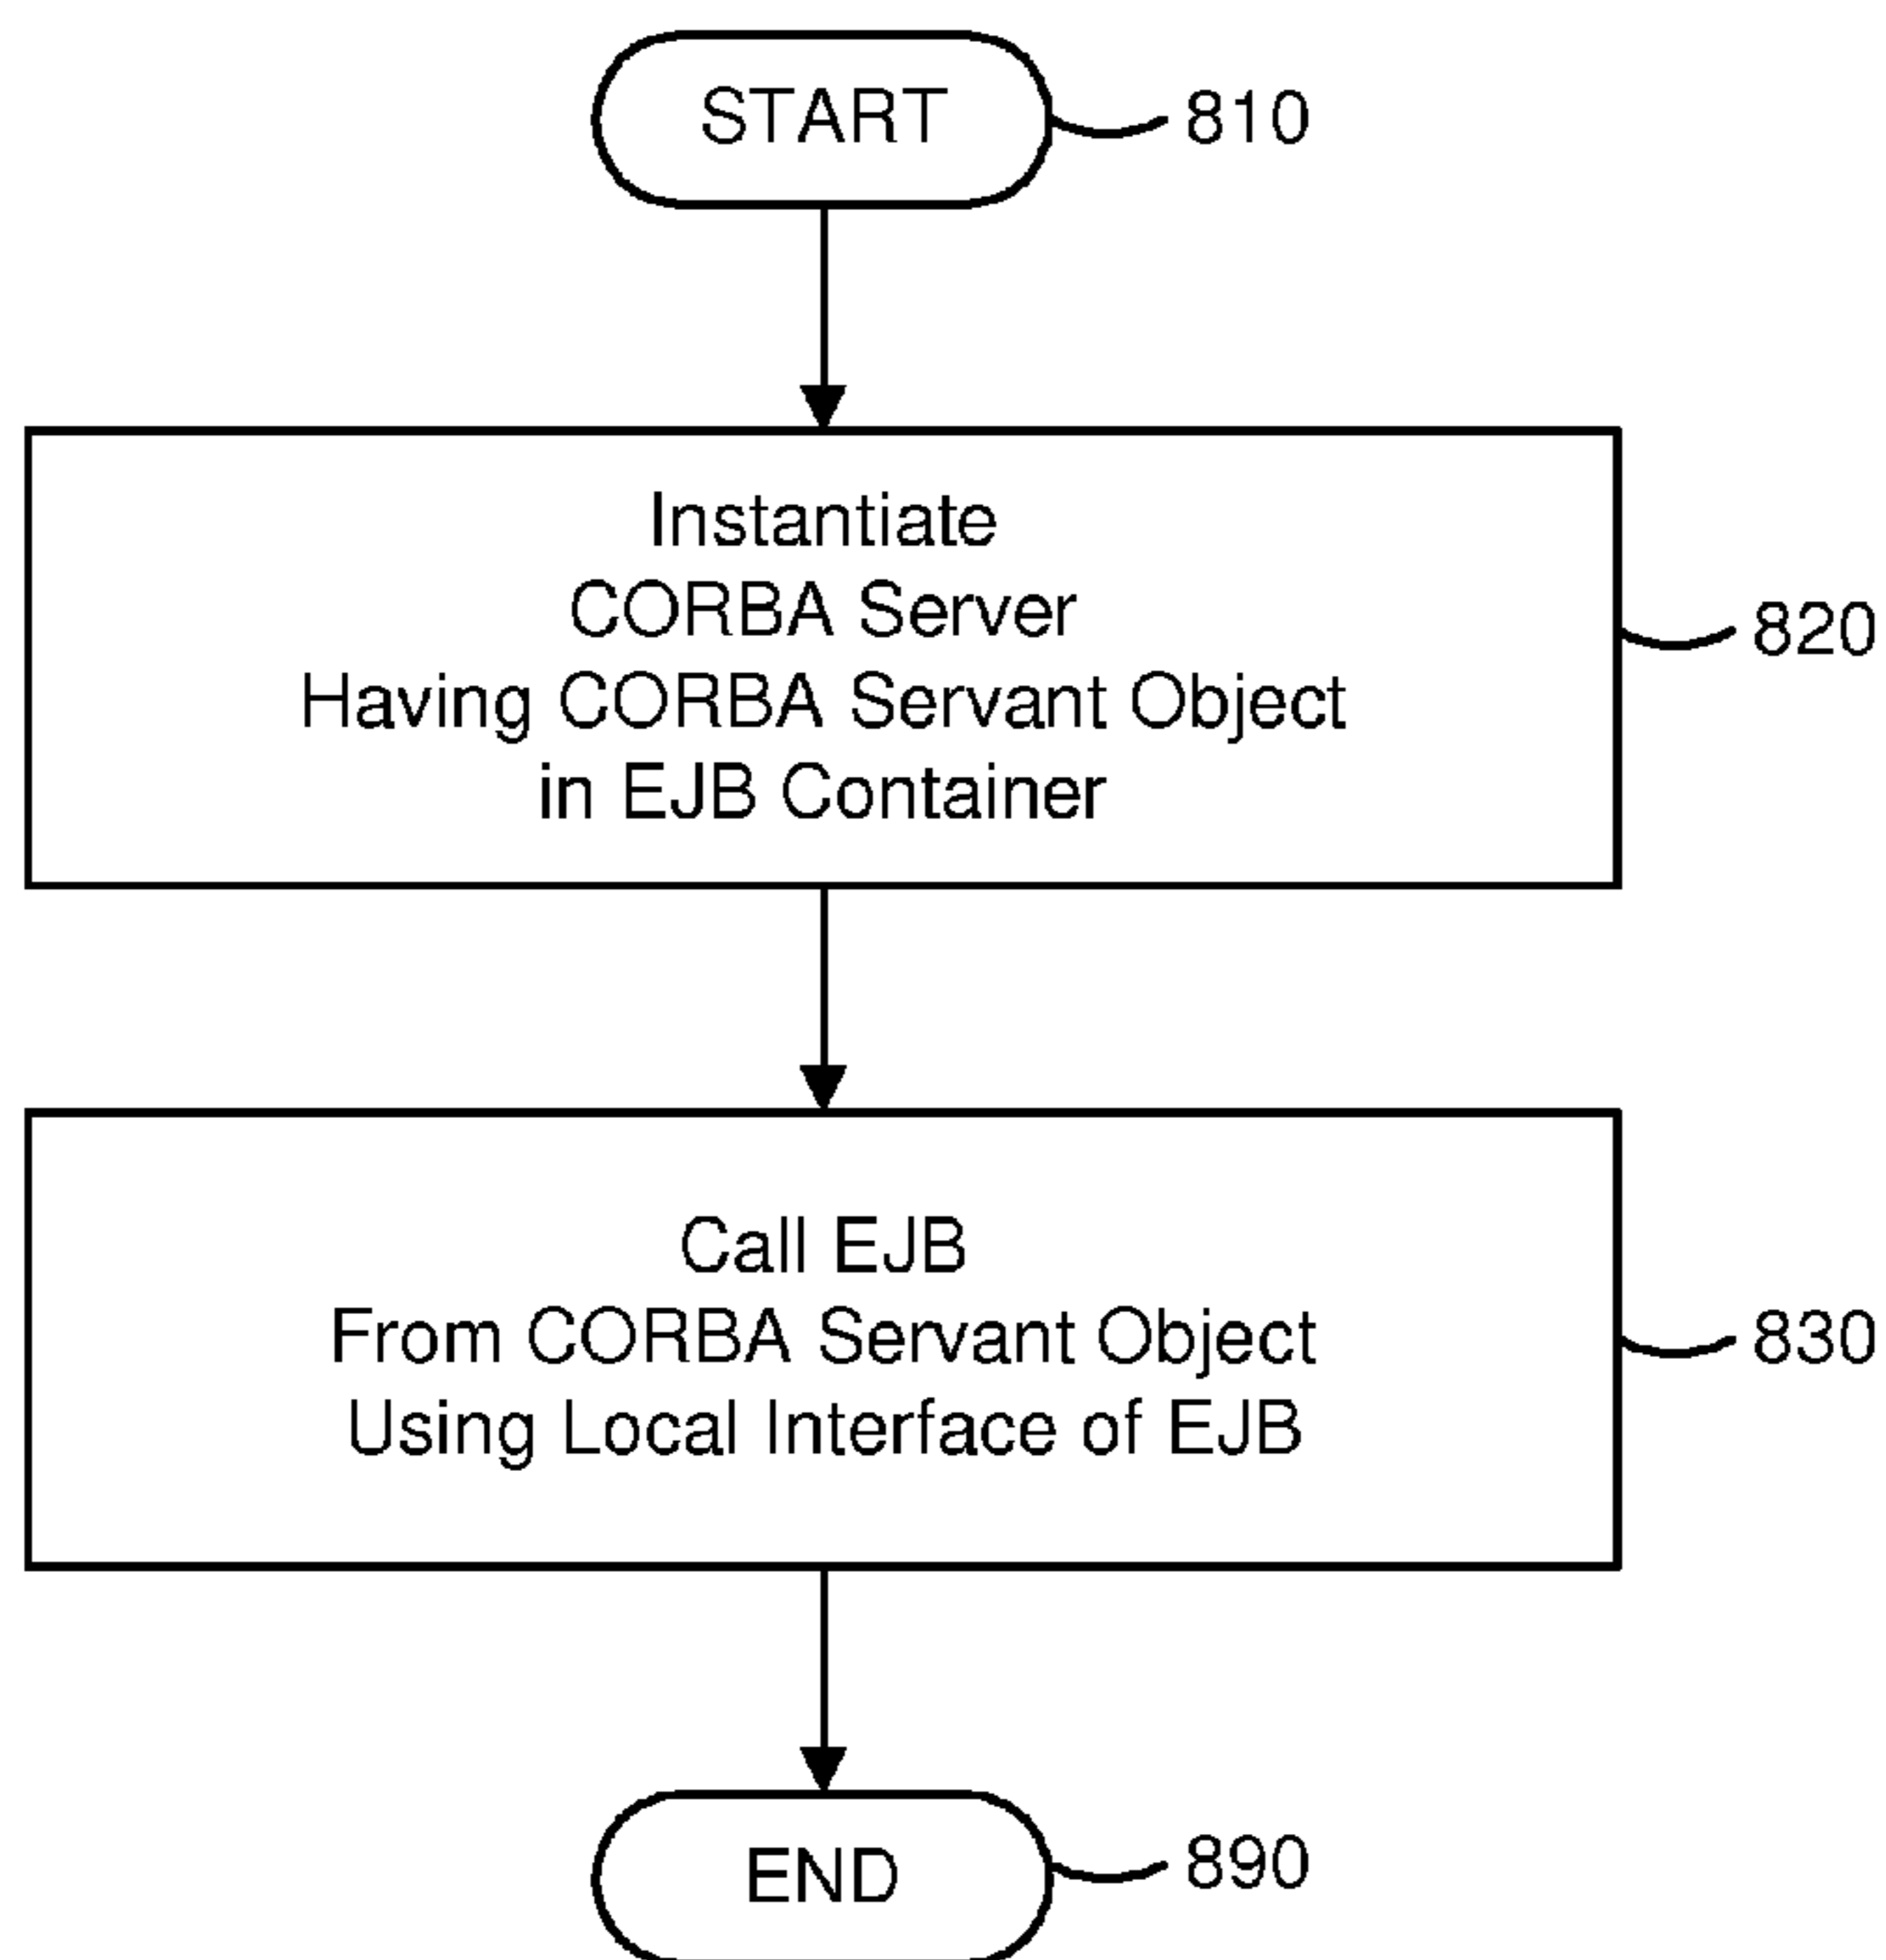 START
810
Instantiate
CORBA Server
Having CORBA Servant Object
in EJB Container
820
Call EJB
From CORBA Servant Object
Using Local Interface of EJB
830
END
890